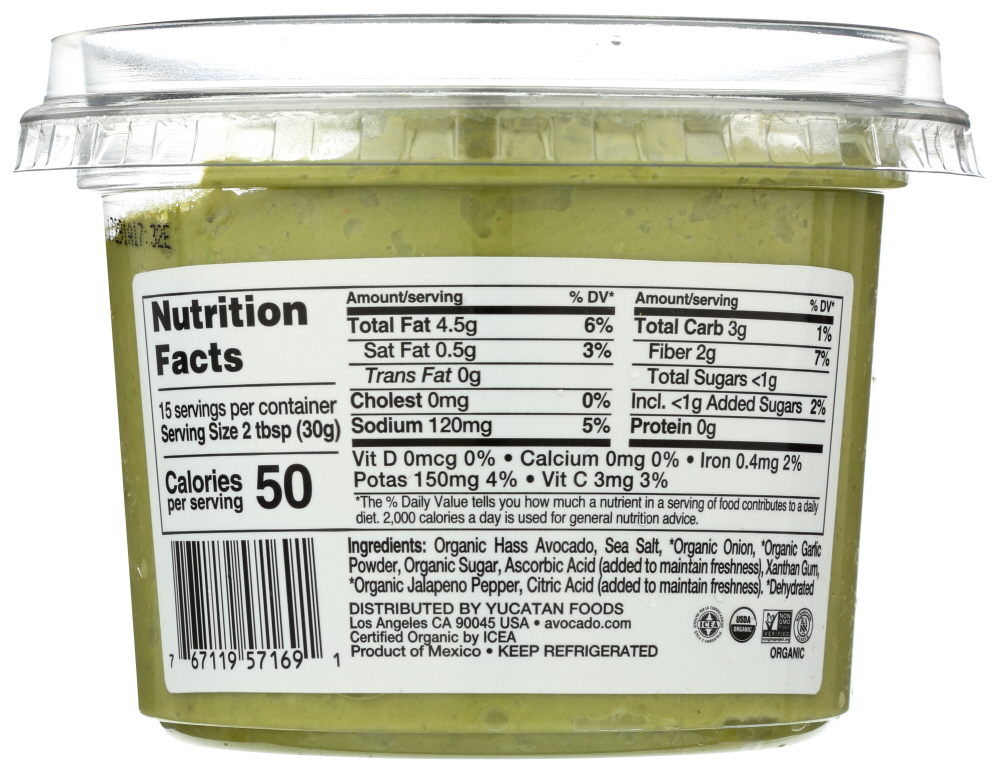 Nutrition
Facts
15 servings per container
Serving Size 2 tbsp (30g)
Calories
per serving
50
Amount/serving % DV*
Total Fat 4.5g 6%
Sat Fat 0.5g 3%
Trans Fat 0g
Cholest 0mg 0%
Sodium 120mg 5%
Amount/serving % DV*
Total Carb 3g 1%
Fiber 2g 7%
Total Sugars <1g
Incl. <1g Added Sugars 2%
Protein 0g
Vit D 0mcg 0% • Calcium 0mg 0% • Iron 0.4mg 2%
Potas 150mg 4% • Vit C 3mg 3%
*The % Daily Value tells you how much a nutrient in a serving of food contributes to a daily
diet. 2,000 calories a day is used for general nutrition advice.
Ingredients: Organic Hass Avocado, Sea Salt, *Organic Onion, *Organic Garlic
Powder, Organic Sugar, Ascorbic Acid (added to maintain freshness), Xanthan Gum,
*Organic Jalapeno Pepper, Citric Acid (added to maintain freshness). *Dehydrated
DISTRIBUTED BY YUCATAN FOODS
Los Angeles CA 90045 USA • avocado.com
Certified Organic by ICEA
Product of Mexico • KEEP REFRIGERATED
ICEA
USDA
ORGANIC
NON
GMO
VERIFIED
ORGANIC
7 67119 57169 1